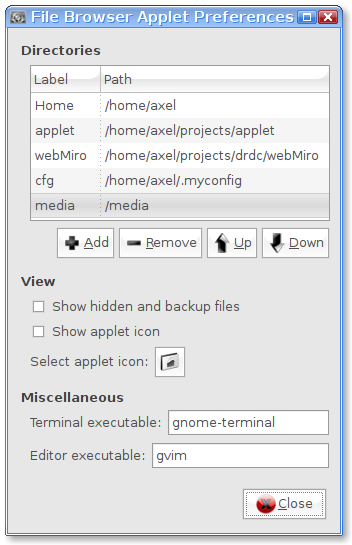 File Browser Applet Preferences
Directories
Label Path
Home /home/axel
applet /home/axel/projects/applet
webMiro /home/axel/projects/drdc/webMiro
cfg /home/axel/.myconfig
media /media
Add Remove Up Down
View
Show hidden and backup files
Show applet icon
Select applet icon:
Miscellaneous
Terminal executable: gnome-terminal
Editor executable: gvim
Close